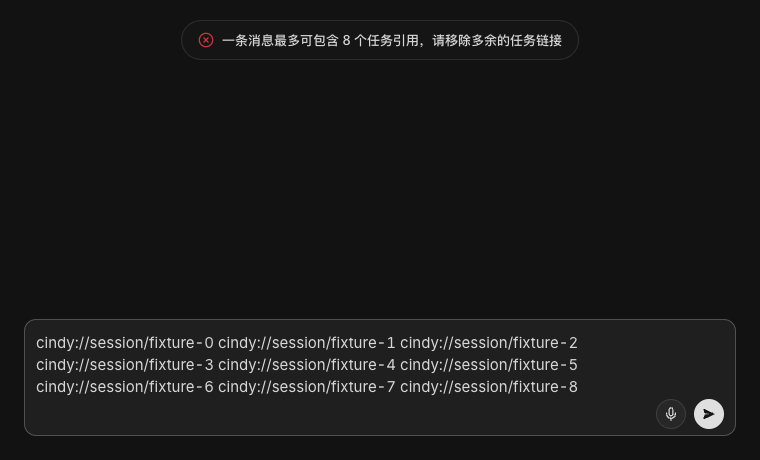 一条消息最多可包含 8 个任务引用，请移除多余的任务链接
cindy://session/fixture-0 cindy://session/fixture-1 cindy://session/fixture-2
cindy://session/fixture-3 cindy://session/fixture-4 cindy://session/fixture-5
cindy://session/fixture-6 cindy://session/fixture-7 cindy://session/fixture-8